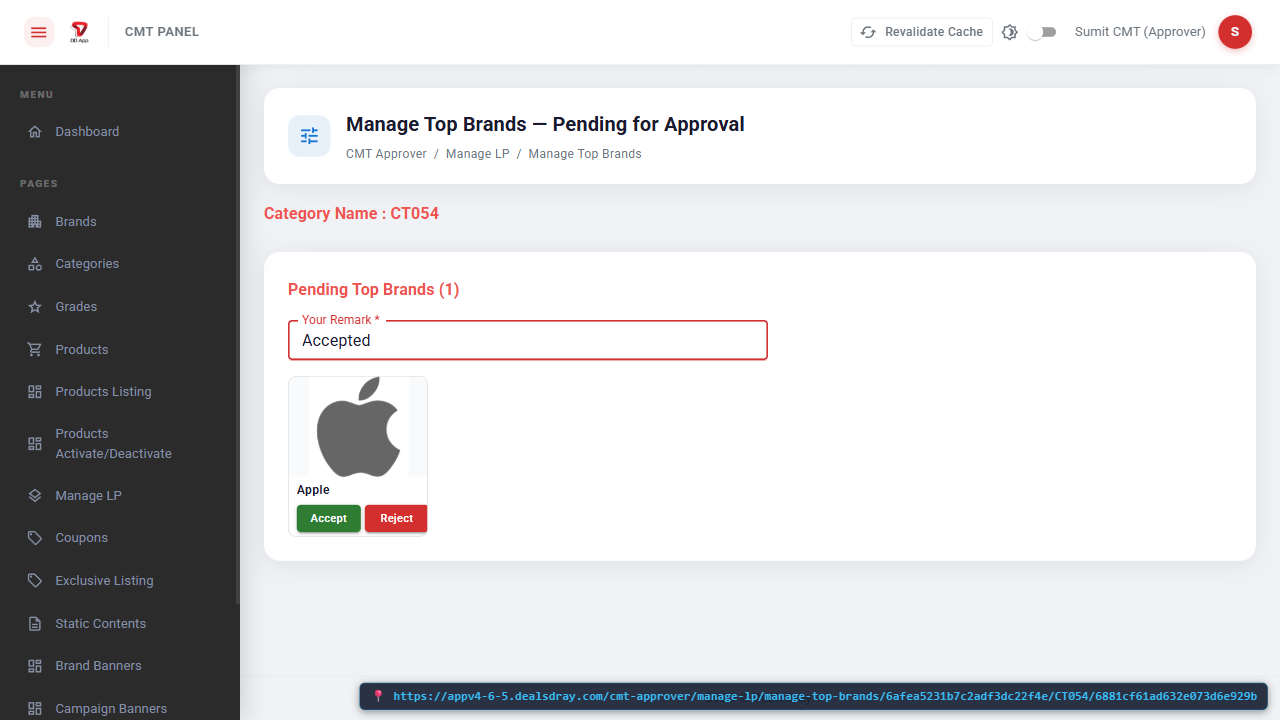 DD App
CMT PANEL
Revalidate Cache
Sumit CMT (Approver)
S
MENU
Dashboard
PAGES
Brands
Categories
Grades
Products
Products Listing
Products
Activate/Deactivate
Manage LP
Coupons
Exclusive Listing
Static Contents
Brand Banners
Campaign Banners
Manage Top Brands — Pending for Approval
CMT Approver / Manage LP / Manage Top Brands
Category Name : CT054
Pending Top Brands (1)
Your Remark *
Accepted
Apple
Accept
Reject
https://appv4-6-5.dealsdray.com/cmt-approver/manage-lp/manage-top-brands/6afea5231b7c2adf3dc22f4e/CT054/6881cf61ad632e073d6e929b